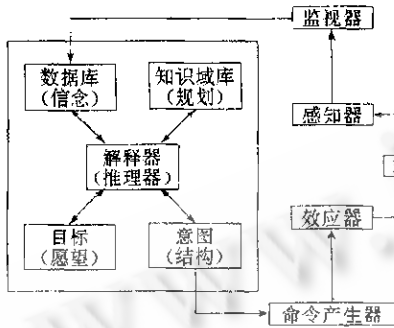 监视器
数据库
(信念)
知识域库
(规划)
感知器
解释器
(推理器)
目标
(愿望)
意图
(结构)
效应器
命令产生器